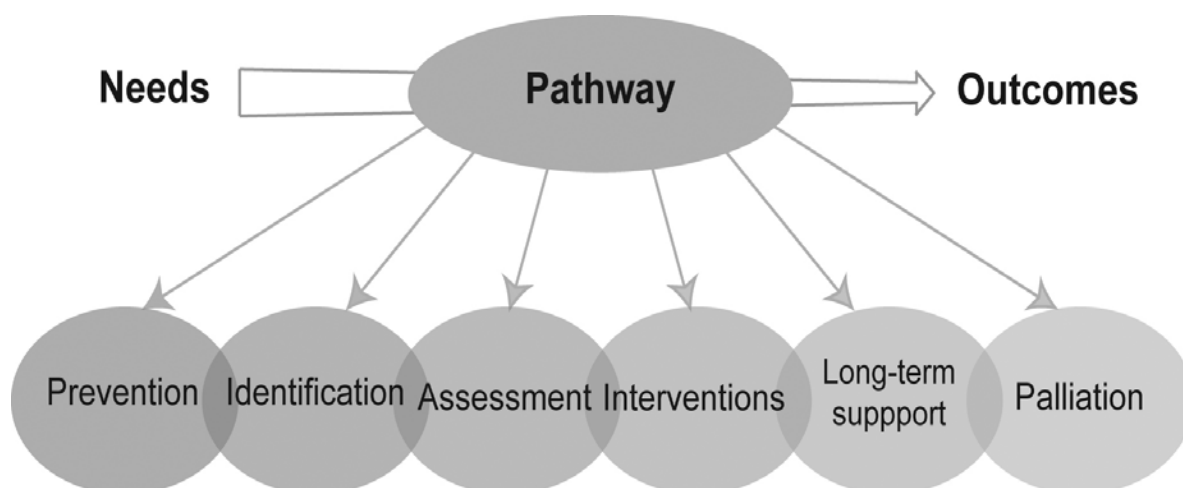 Needs
Pathway
Outcomes
Prevention
Identification
Assessment
Interventions
Long-term
suppport
Palliation